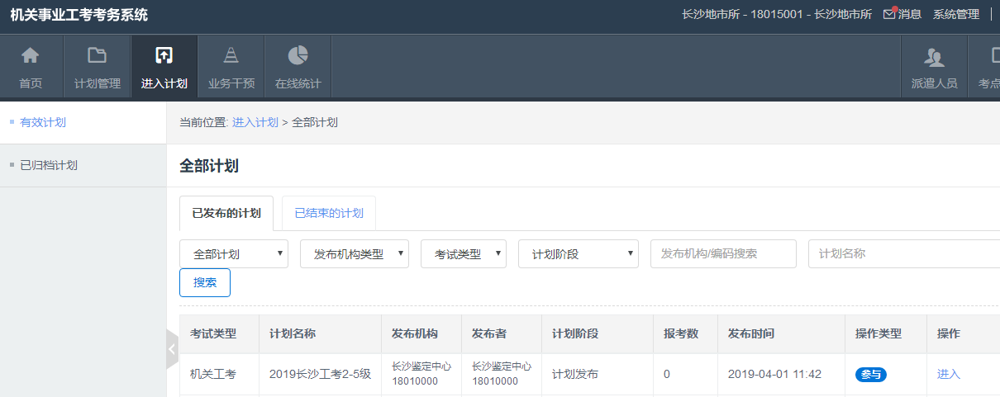 机关事业工考考务系统
长沙地市所 - 18015001 - 长沙地市所 消息 系统管理
首页 计划管理 进入计划 业务干预 在线统计 派遣人员 考点
有效计划
已归档计划
当前位置: 进入计划 > 全部计划
全部计划
已发布的计划 已结束的计划
全部计划 发布机构类型 考试类型 计划阶段 发布机构/编码搜索 计划名称
搜索
考试类型 计划名称 发布机构 发布者 计划阶段 报考数 发布时间 操作类型 操作
机关工考 2019长沙工考2-5级 长沙鉴定中心 18010000 长沙鉴定中心 18010000 计划发布 0 2019-04-01 11:42 参与 进入